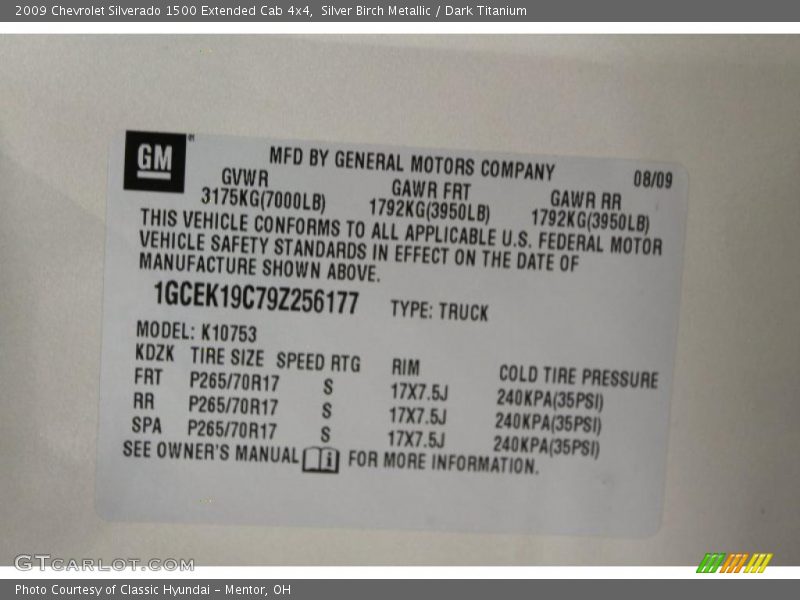 2009 Chevrolet Silverado 1500 Extended Cab 4x4,  Silver Birch Metallic / Dark Titanium
GM
MFD BY GENERAL MOTORS COMPANY 08/09
GVWR GAWR FRT GAWR RR
3175KG(7000LB) 1792KG(3950LB) 1792KG(3950LB)
THIS VEHICLE CONFORMS TO ALL APPLICABLE U.S. FEDERAL MOTOR
VEHICLE SAFETY STANDARDS IN EFFECT ON THE DATE OF
MANUFACTURE SHOWN ABOVE.
1GCEK19C79Z256177 TYPE: TRUCK
MODEL: K10753
KDZK TIRE SIZE SPEED RTG RIM COLD TIRE PRESSURE
FRT P265/70R17 S 17X7.5J 240KPA(35PSI)
RR P265/70R17 S 17X7.5J 240KPA(35PSI)
SPA P265/70R17 S 17X7.5J 240KPA(35PSI)
SEE OWNER'S MANUAL i FOR MORE INFORMATION.
GTCARLOT.COM
Photo Courtesy of Classic Hyundai - Mentor, OH